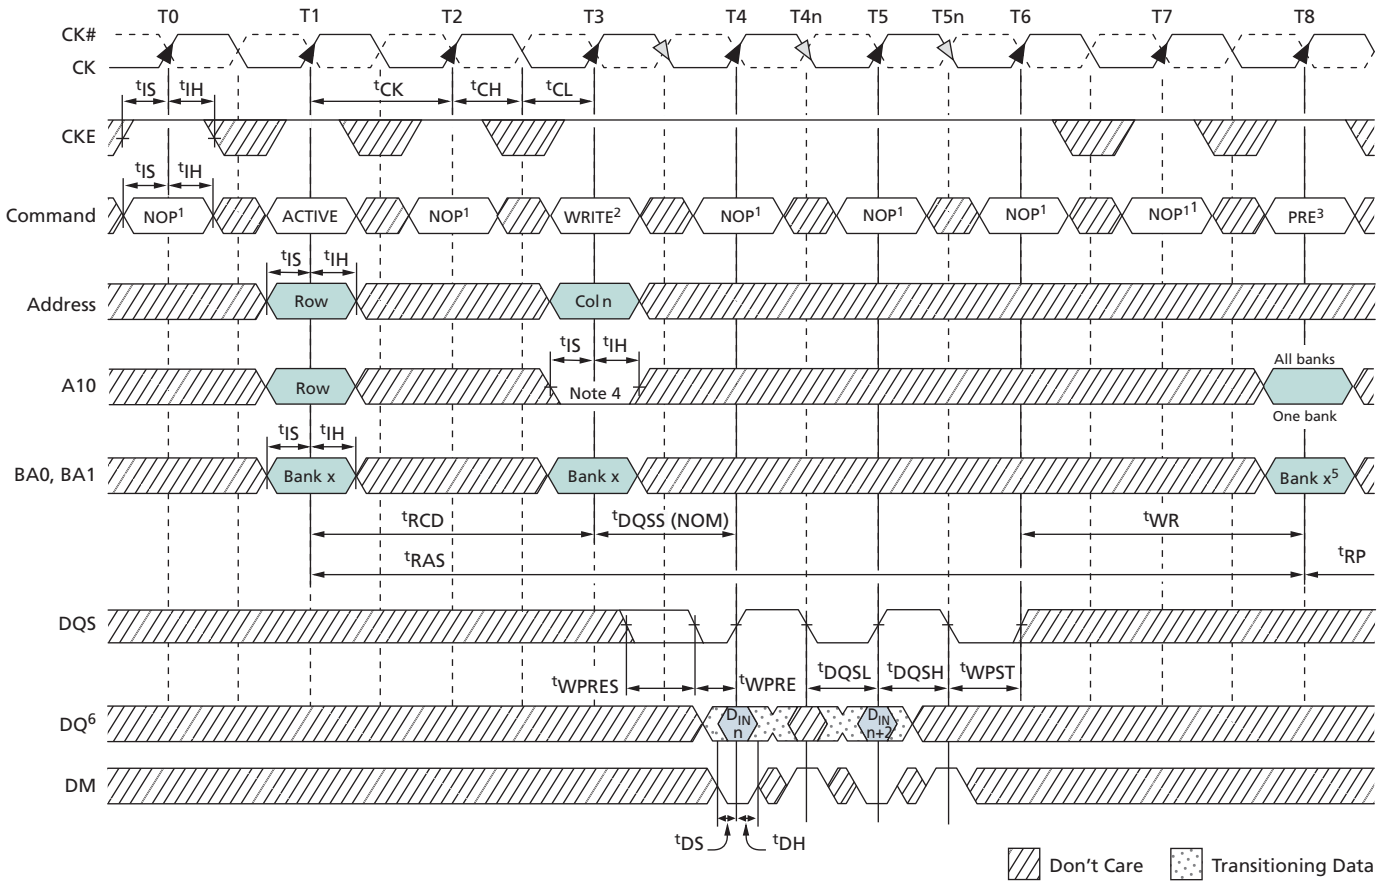 T0 T1 T2 T3 T4 T4n T5 T5n T6 T7 T8
CK#
CK
tIS tIH tCK tCH tCL
CKE
tIS tIH
Command NOP1 ACTIVE NOP1 WRITE2 NOP1 NOP1 NOP1 NOP11 PRE3
tIS tIH
Address Row Col n
tIS tIH
All banks
A10 Row Note 4
One bank
tIS tIH
BA0, BA1 Bank x Bank x Bank x5
tRCD tDQSS (NOM) tWR
tRAS tRP
DQS
tWPRES tWPRE tDQSL tDQSH tWPST
DQ6 DIN n DIN n+2
DM
tDS tDH
Don't Care Transitioning Data